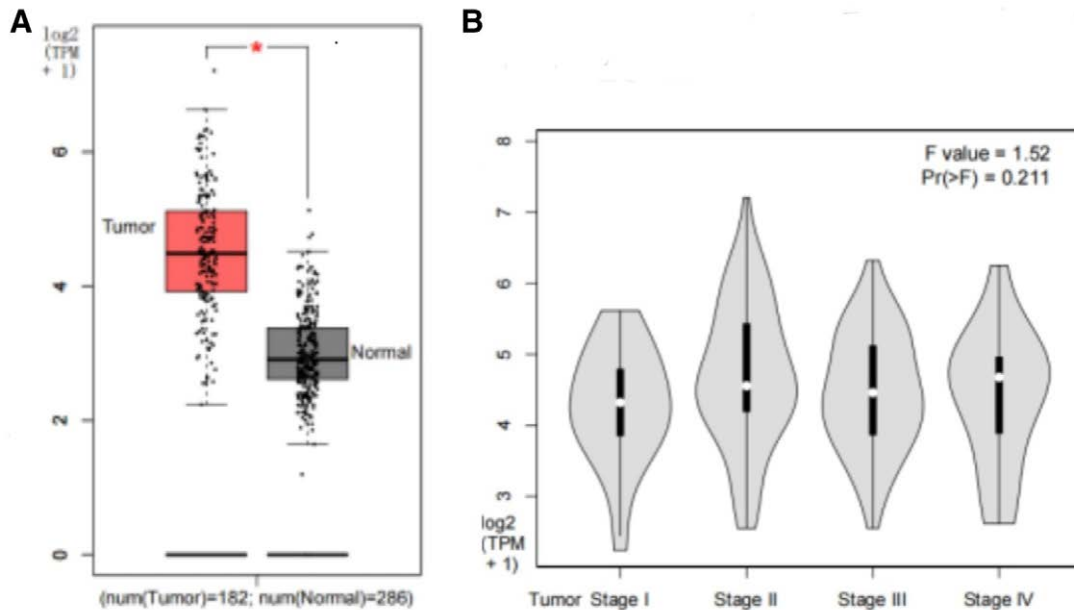 A
log2
(TPM
+ 1)
*
6
4
2
0
Tumor
Normal
(num(Tumor)=182; num(Normal)=286)
B
F value = 1.52
Pr(>F) = 0.211
8
7
6
5
4
3
log2
(TPM
+ 1)
Tumor Stage I Stage II Stage III Stage IV